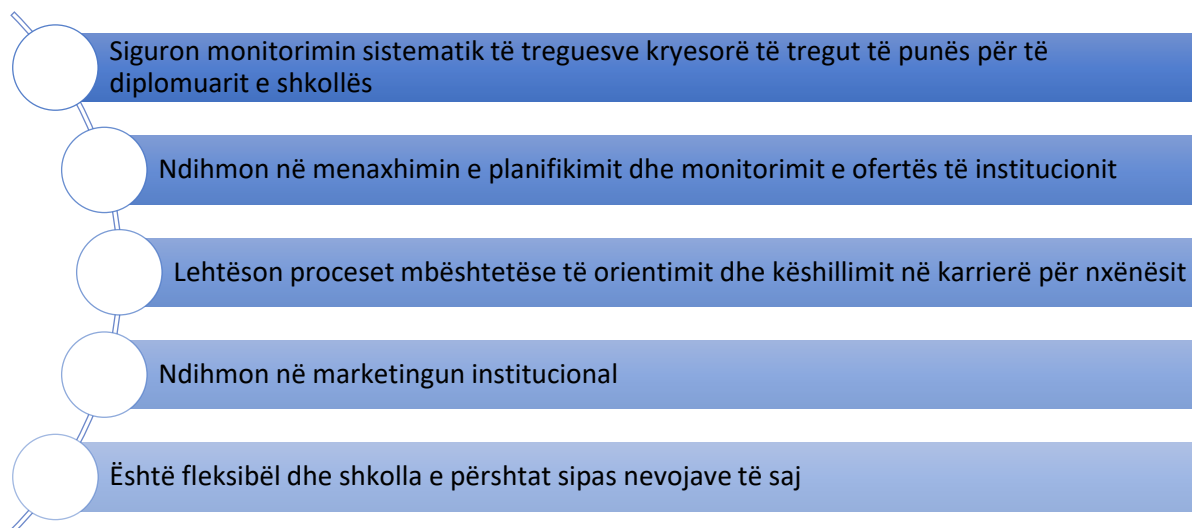 Siguron monitorimin sistematik të treguesve kryesorë të tregut të punës për të
diplomuarit e shkollës
Ndihmon në menaxhimin e planifikimit dhe monitorimit e ofertës të institucionit
Lehtëson proceset mbështetëse të orientimit dhe këshillimit në karrierë për nxënësit
Ndihmon në marketingun institucional
Është fleksibël dhe shkolla e përshtat sipas nevojave të saj